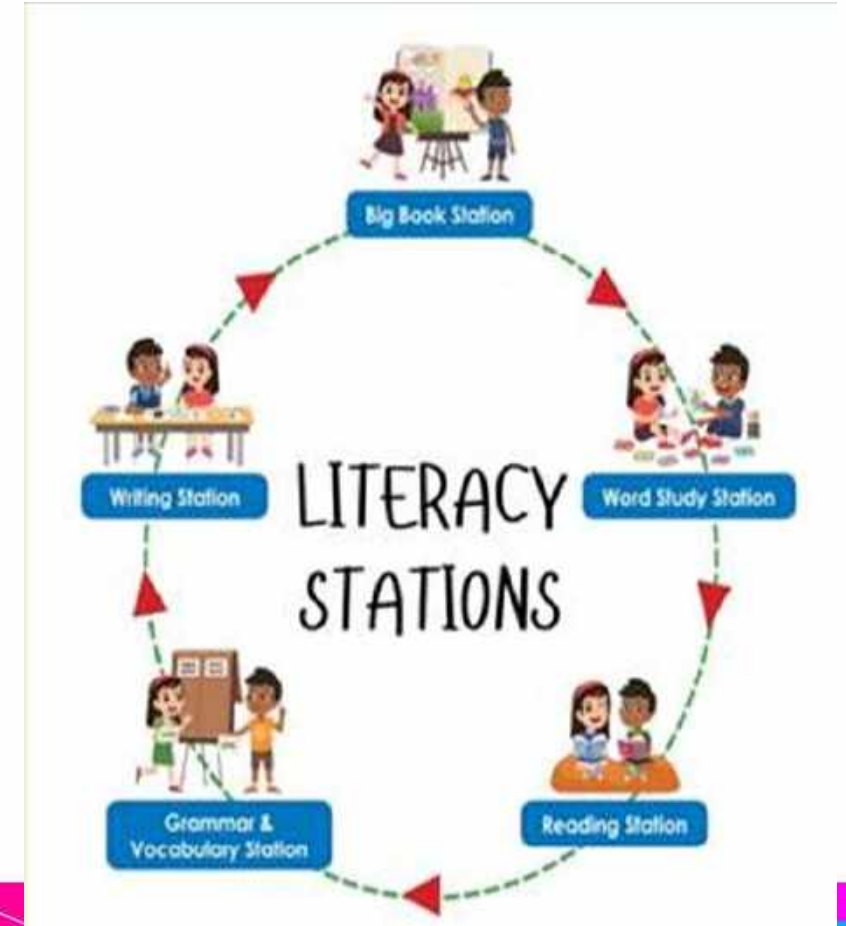 Big Book Station
Writing Station
LITERACY
STATIONS
Word Study Station
Grammar &
Vocabulary Station
Reading Station